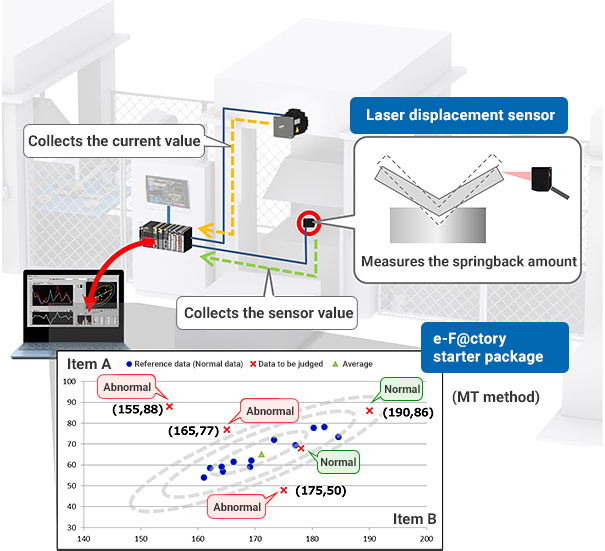 Laser displacement sensor
Collects the current value
Measures the springback amount
Collects the sensor value
e-F@ctory
starter package
(MT method)
Item A
Reference data (Normal data)
Data to be judged
Average
100
90
80
70
60
50
40
30
Abnormal
(155,88)
Abnormal
(165,77)
Normal
(190,86)
Normal
Abnormal
(175,50)
Item B
140
150
160
170
180
190
200